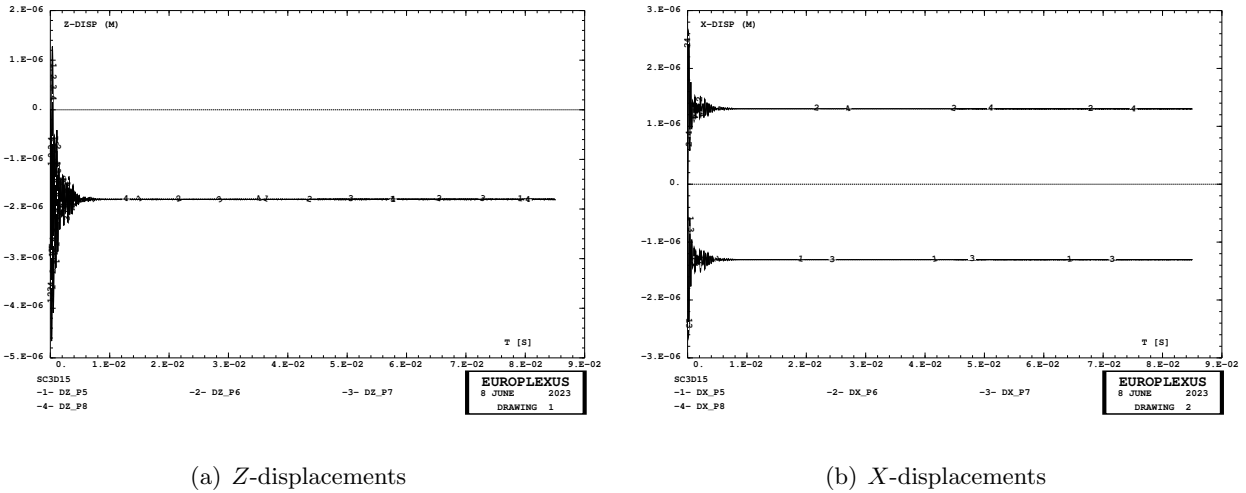 2.E-06
Z-DISP (M)
1.E-06
0.
-1.E-06
-2.E-06
-3.E-06
-4.E-06
-5.E-06
T [S]
0. 1.E-02 2.E-02 3.E-02 4.E-02 5.E-02 6.E-02 7.E-02 8.E-02 9.E-02
SC3D15
-1- DZ_P5 -2- DZ_P6 -3- DZ_P7
-4- DZ_P8
EUROPLEXUS
8 JUNE 2023
DRAWING 1
(a) Z-displacements
3.E-06
X-DISP (M)
2.E-06
1.E-06
0.
-1.E-06
-2.E-06
-3.E-06
T [S]
0. 1.E-02 2.E-02 3.E-02 4.E-02 5.E-02 6.E-02 7.E-02 8.E-02 9.E-02
SC3D15
-1- DX_P5 -2- DX_P6 -3- DX_P7
-4- DX_P8
EUROPLEXUS
8 JUNE 2023
DRAWING 2
(b) X-displacements